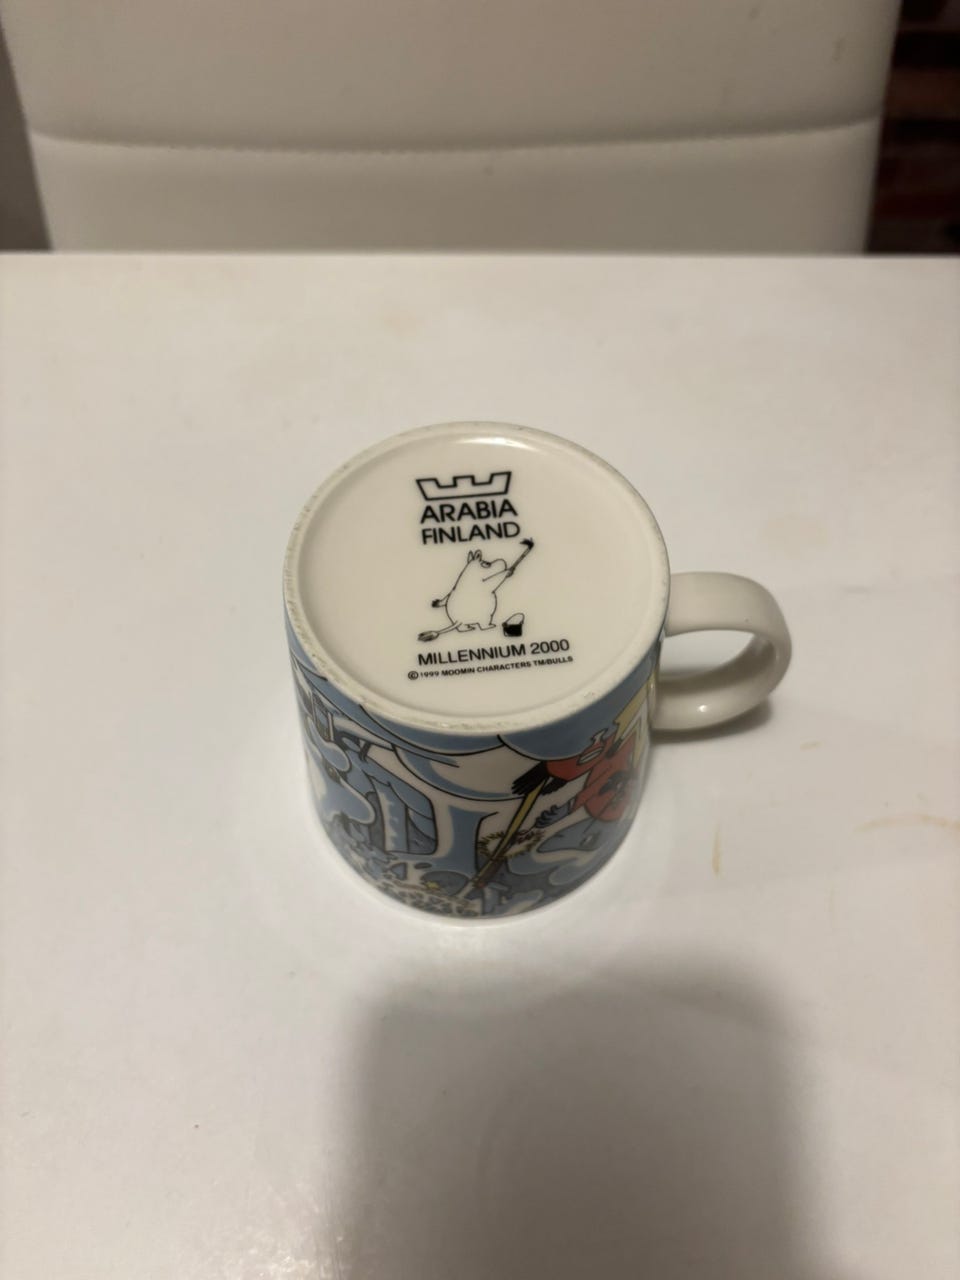 ARABIA
FINLAND
MILLENNIUM 2000
©1999 MOOMIN CHARACTERS TM/BULLS